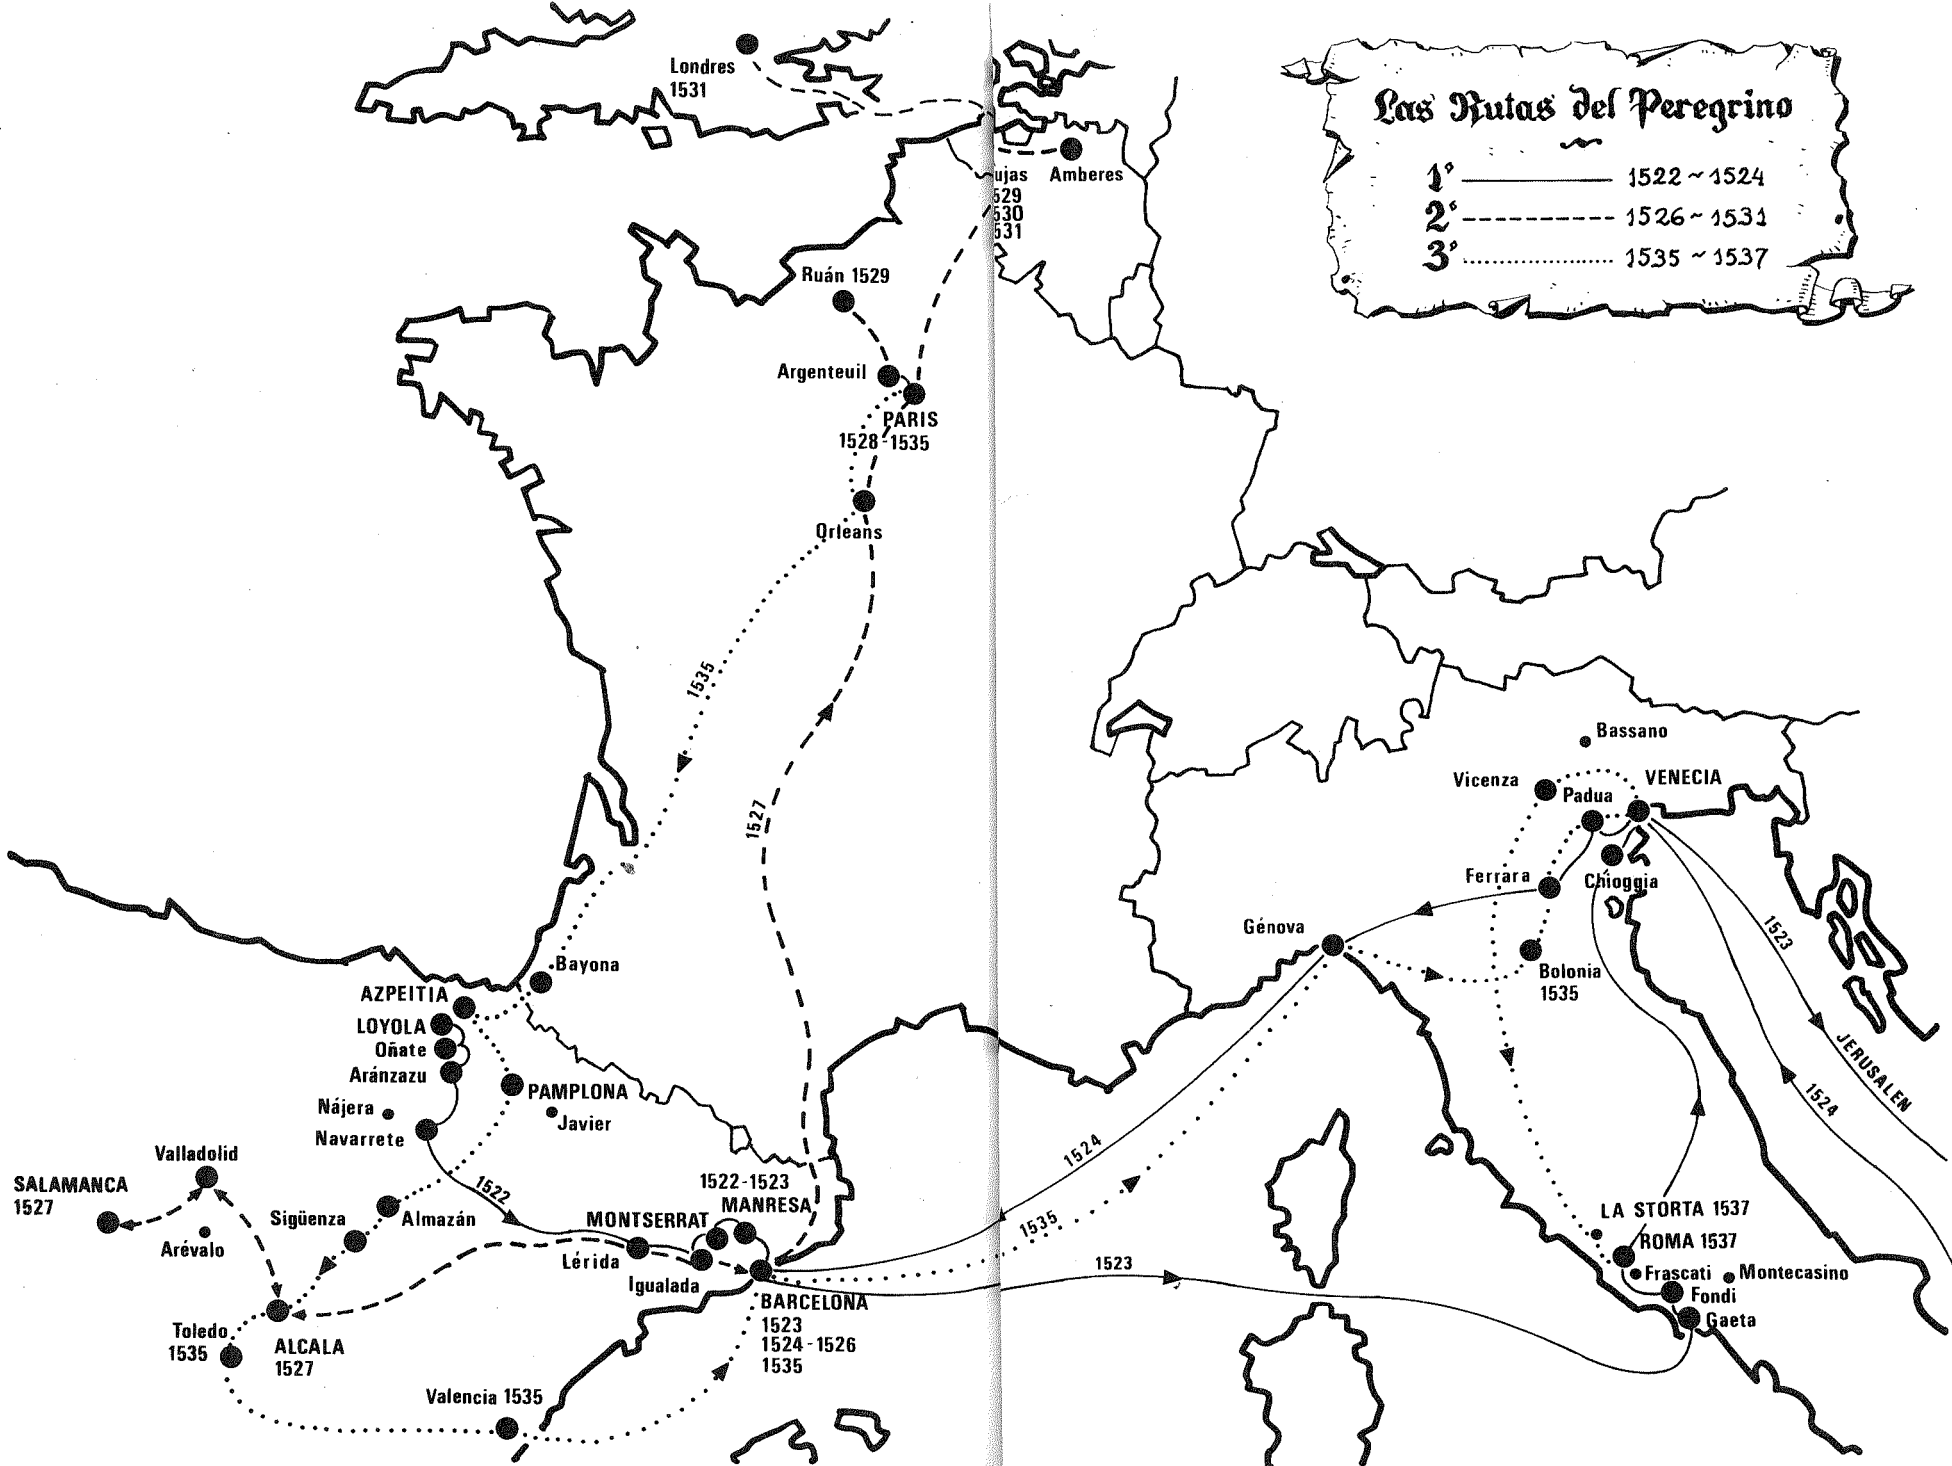 Las Rutas del Peregrino
1º 1522 ~ 1524
2º 1526 ~ 1531
3º 1535 ~ 1537
Londres
1531
Amberes
ujas
529
530
531
Ruán 1529
Argenteuil
PARIS
1528-1535
Orleans
1535
1527
Bassano
Vicenza
Padua
VENECIA
Ferrara
Chioggia
Génova
Bolonia
1535
1523
JERUSALEN
1524
Bayona
AZPEITIA
LOYOLA
Oñate
Aránzazu
PAMPLONA
Javier
Nájera
Navarrete
Valladolid
SALAMANCA
1527
Arévalo
Sigüenza
Almazán
1522
1522-1523
MANRESA
MONTSERRAT
Lérida
Igualada
1524
1535
1523
LA STORTA 1537
ROMA 1537
Frascati
Montecasino
Fondi
Gaeta
BARCELONA
1523
1524-1526
1535
Toledo
1535
ALCALA
1527
Valencia 1535